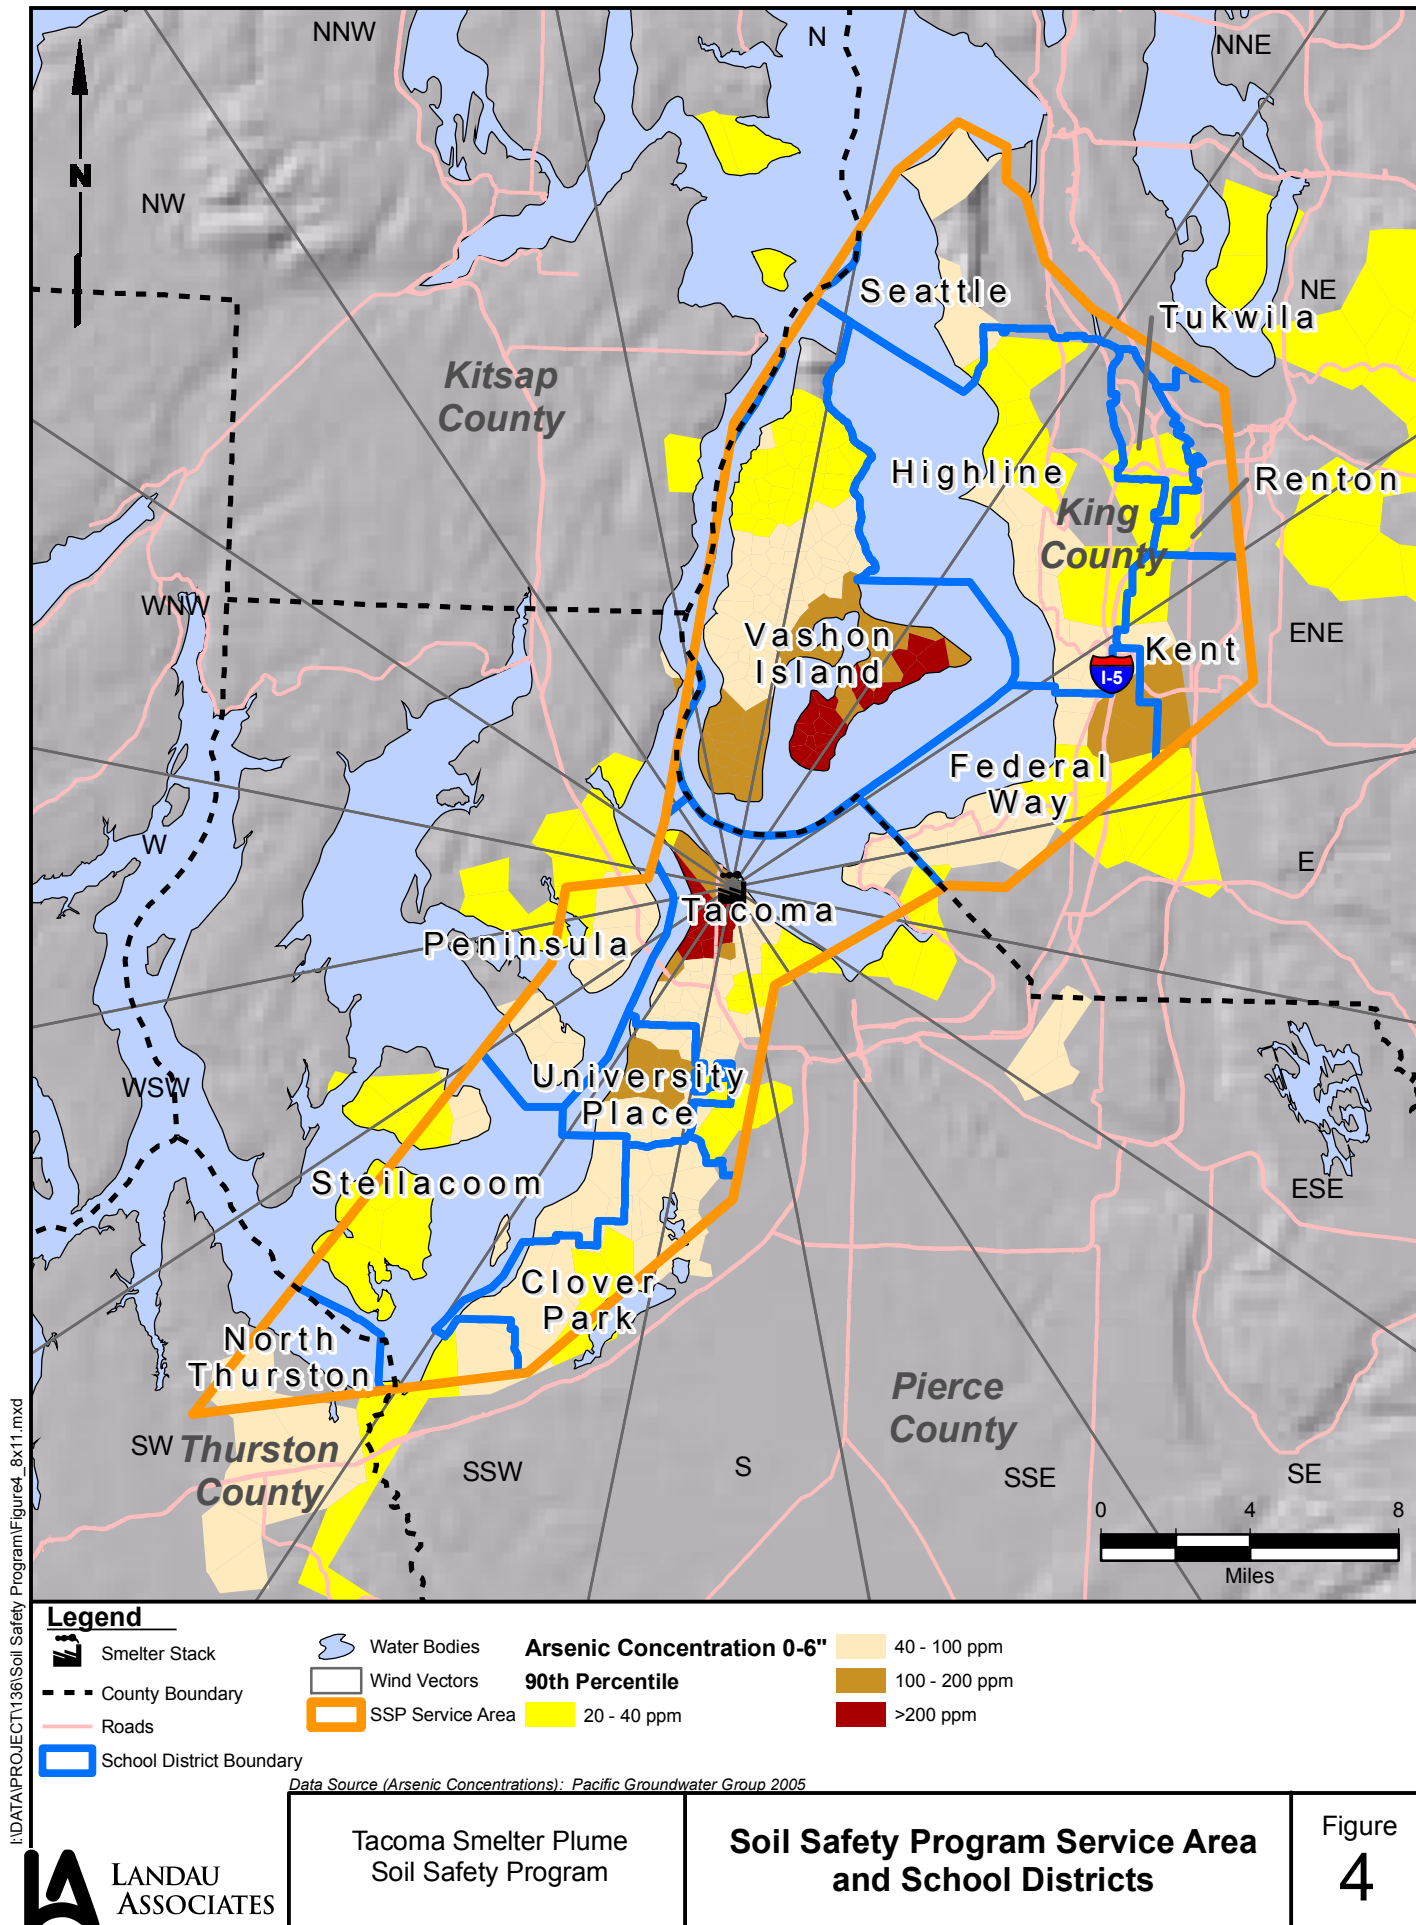 NNW
N
NNE
N
NW
Seattle
NE
Tukwila
Kitsap
County
Highline
Renton
King
County
WNW
Vashon
Island
ENE
Kent
I-5
Federal
Way
W
E
Tacoma
Peninsula
WSW
University
Place
Steilacoom
ESE
Clover
Park
North
Thurston
Pierce
County
SW
Thurston
County
SSW
S
SSE
SE
0 4 8
Miles
I:\DATA\PROJECT\136\Soil Safety Program\Figure4_8x11.mxd
Legend
Smelter Stack
County Boundary
Roads
School District Boundary
Water Bodies
Wind Vectors
SSP Service Area
Arsenic Concentration 0-6"
90th Percentile
20 - 40 ppm
40 - 100 ppm
100 - 200 ppm
>200 ppm
Data Source (Arsenic Concentrations): Pacific Groundwater Group 2005
LANDAU
ASSOCIATES
Tacoma Smelter Plume
Soil Safety Program
Soil Safety Program Service Area
and School Districts
Figure
4